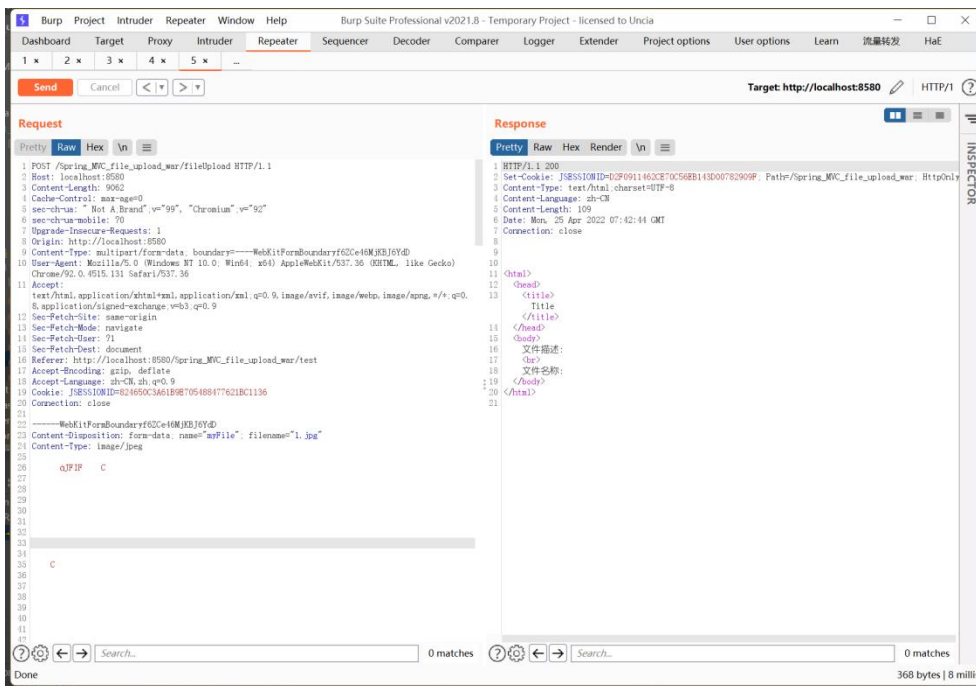 Burp Project Intruder Repeater Window Help Burp Suite Professional v2021.8 - Temporary Project - licensed to Uncia
Dashboard Target Proxy Intruder Repeater Sequencer Decoder Comparer Logger Extender Project options User options Learn 流量转发 HaE
1 × 2 × 3 × 4 × 5 × ...
Send Cancel < > Target: http://localhost:8580 HTTP/1 ?
Request
Pretty Raw Hex \n
1 POST /Spring_MVC_file_upload_war/fileUpload HTTP/1.1
2 Host: localhost:8580
3 Content-Length: 9062
4 Cache-Control: max-age=0
5 sec-ch-ua: " Not A;Brand";v="99", "Chromium";v="92"
6 sec-ch-ua-mobile: ?0
7 Upgrade-Insecure-Requests: 1
8 Origin: http://localhost:8580
9 Content-Type: multipart/form-data; boundary=----WebKitFormBoundaryf6ZCe46MjKBJ6YdD
10 User-Agent: Mozilla/5.0 (Windows NT 10.0; Win64; x64) AppleWebKit/537.36 (KHTML, like Gecko)
Chrome/92.0.4515.131 Safari/537.36
11 Accept:
text/html,application/xhtml+xml,application/xml;q=0.9,image/avif,image/webp,image/apng,*/*;q=0.
8,application/signed-exchange;v=b3;q=0.9
12 Sec-Fetch-Site: same-origin
13 Sec-Fetch-Mode: navigate
14 Sec-Fetch-User: ?1
15 Sec-Fetch-Dest: document
16 Referer: http://localhost:8580/Spring_MVC_file_upload_war/test
17 Accept-Encoding: gzip, deflate
18 Accept-Language: zh-CN,zh;q=0.9
19 Cookie: JSESSIONID=824650C3A61B9E705488477621BC1136
20 Connection: close
21
22 ------WebKitFormBoundaryf6ZCe46MjKBJ6YdD
23 Content-Disposition: form-data; name="myFile"; filename="1.jpg"
24 Content-Type: image/jpeg
25
26 αJFIF C
27
28
29
30
31
32
33
34
35 C
36
37
38
39
40
41
42
Search... 0 matches
Done
Response
Pretty Raw Hex Render \n
1 HTTP/1.1 200
2 Set-Cookie: JSESSIONID=D2F0911462CE70C56EB143D00782909F; Path=/Spring_MVC_file_upload_war; HttpOnly
3 Content-Type: text/html;charset=UTF-8
4 Content-Language: zh-CN
5 Content-Length: 109
6 Date: Mon, 25 Apr 2022 07:42:44 GMT
7 Connection: close
8
9
10
11 <html>
12 <head>
13 <title>
Title
</title>
14 </head>
15 <body>
16 文件描述:
17 <br>
18 文件名称:
19 </body>
20 </html>
21
Search... 0 matches
368 bytes | 8 milli
INSPECTOR